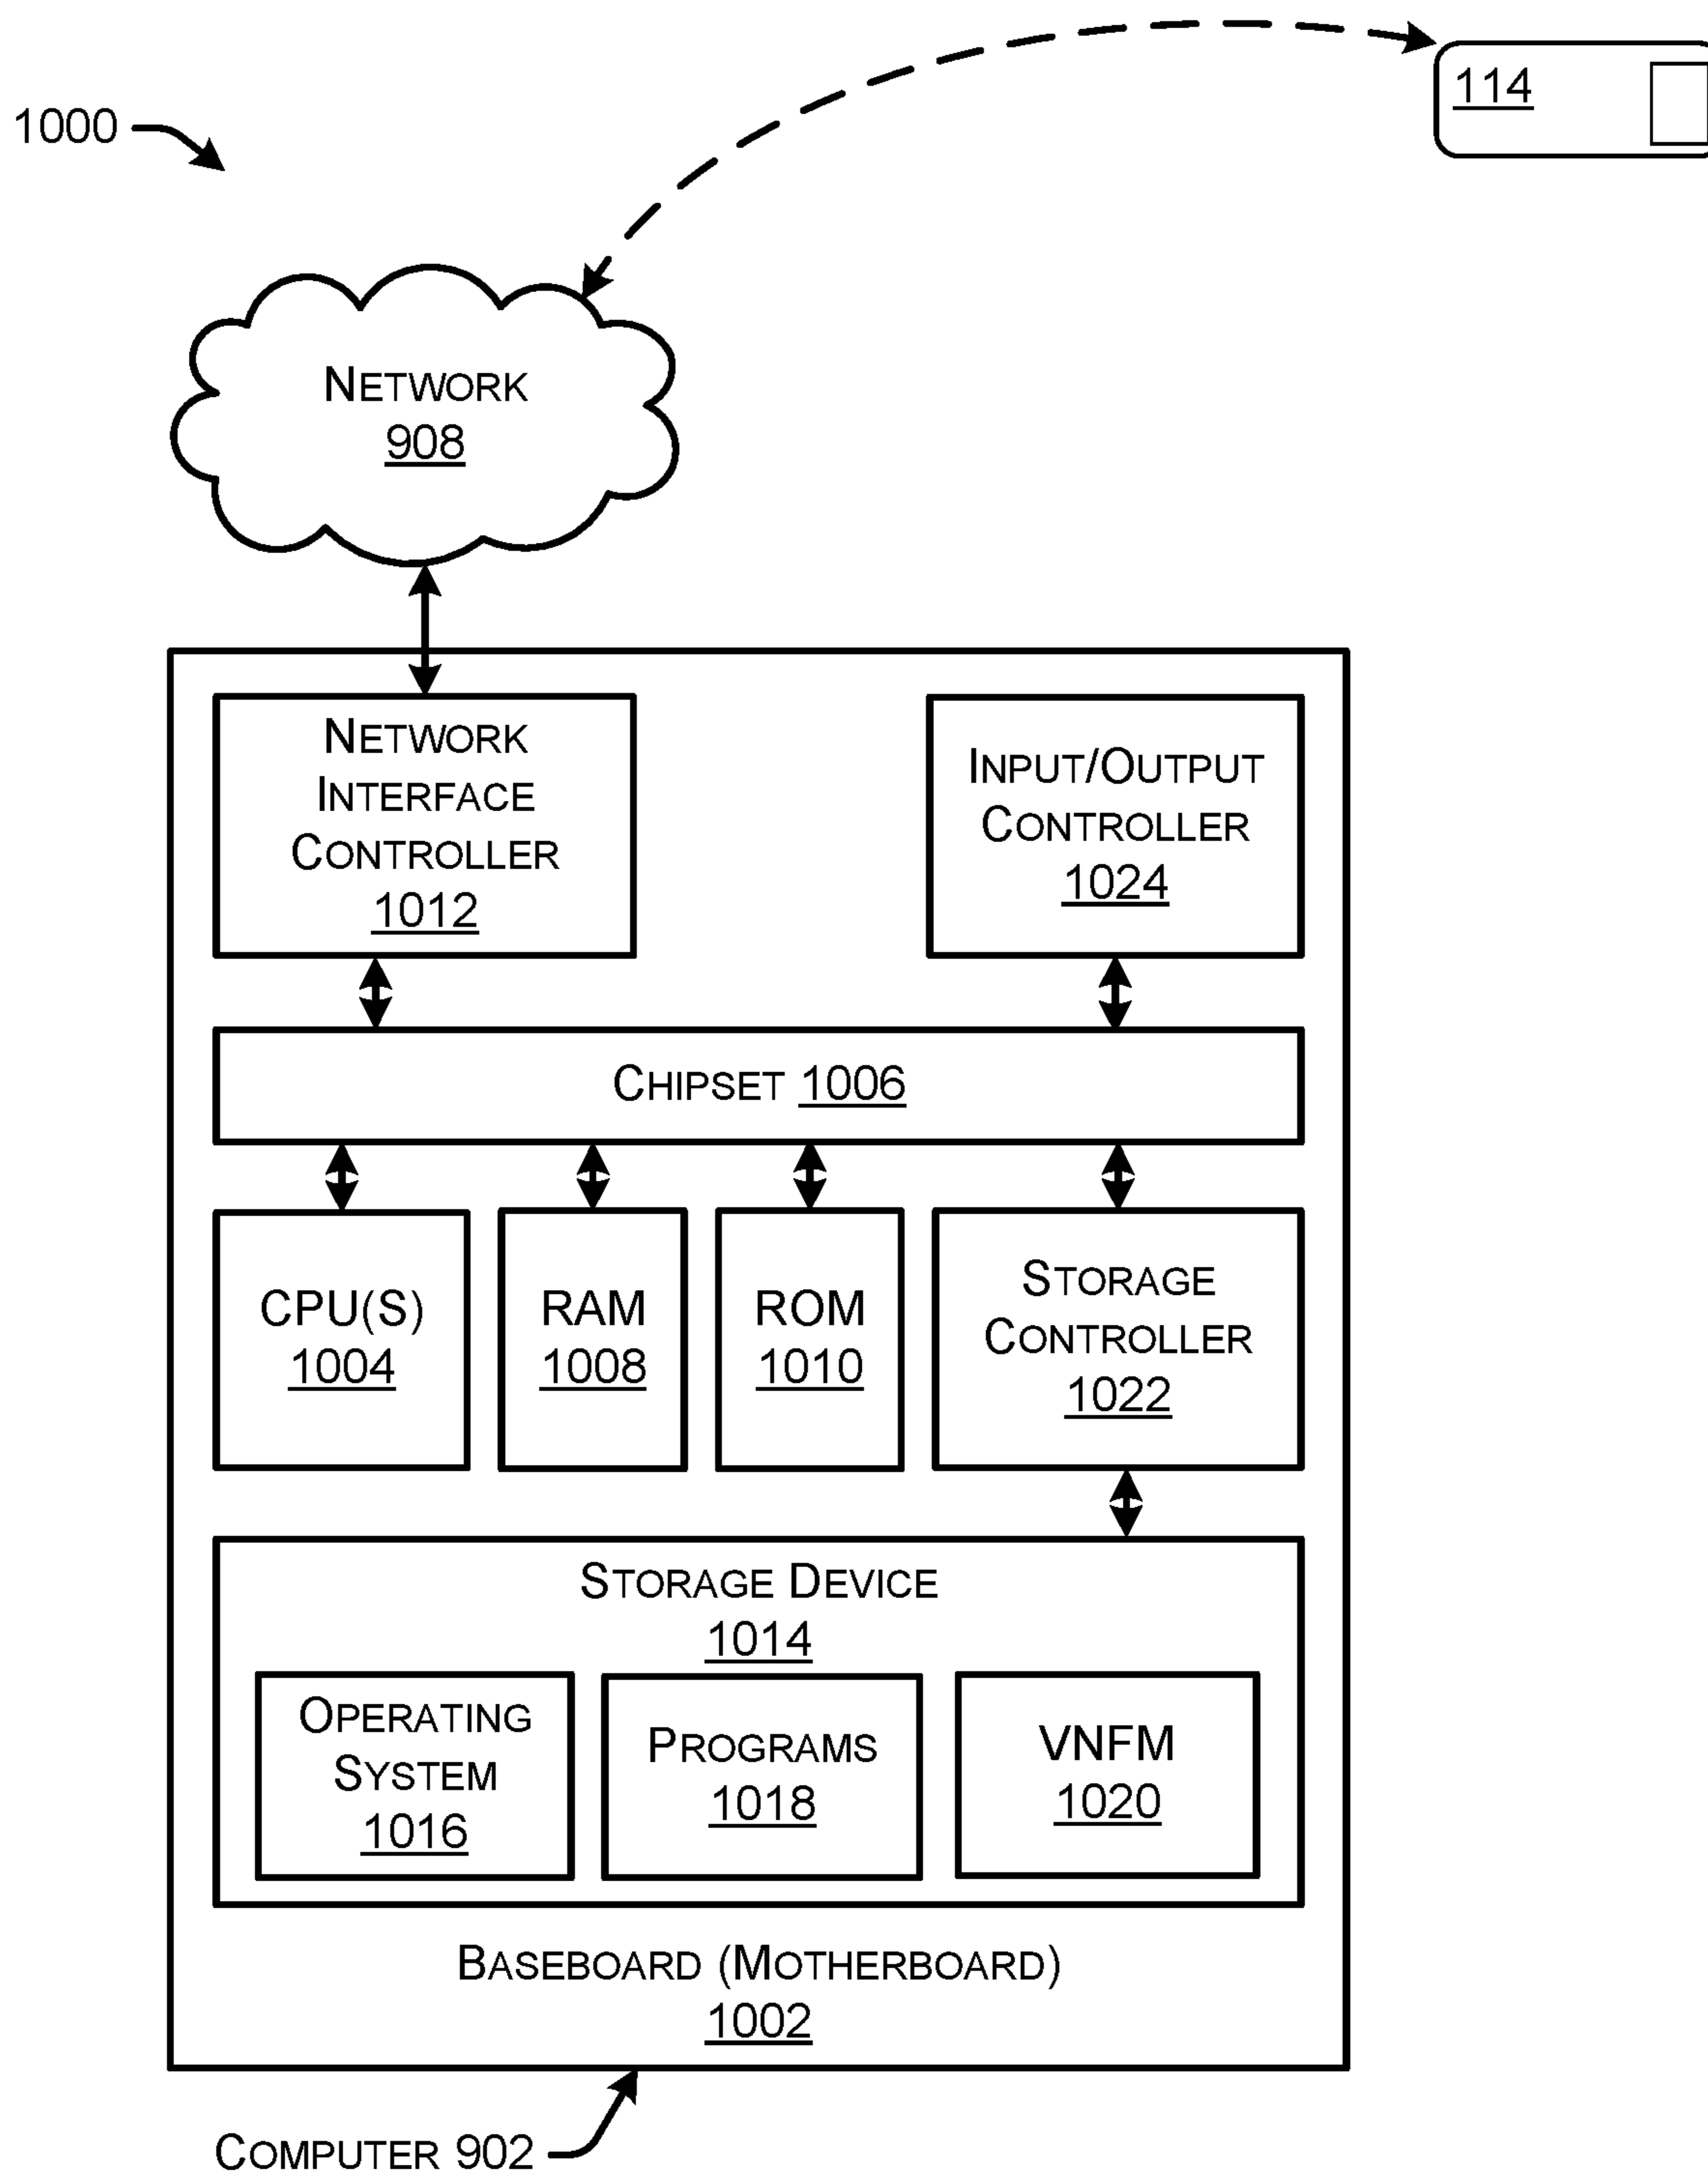 1000
114
NETWORK
908
NETWORK
INTERFACE
CONTROLLER
1012
INPUT/OUTPUT
CONTROLLER
1024
CHIPSET 1006
CPU(S)
1004
RAM
1008
ROM
1010
STORAGE
CONTROLLER
1022
STORAGE DEVICE
1014
OPERATING
SYSTEM
1016
PROGRAMS
1018
VNFM
1020
BASEBOARD (MOTHERBOARD)
1002
COMPUTER 902